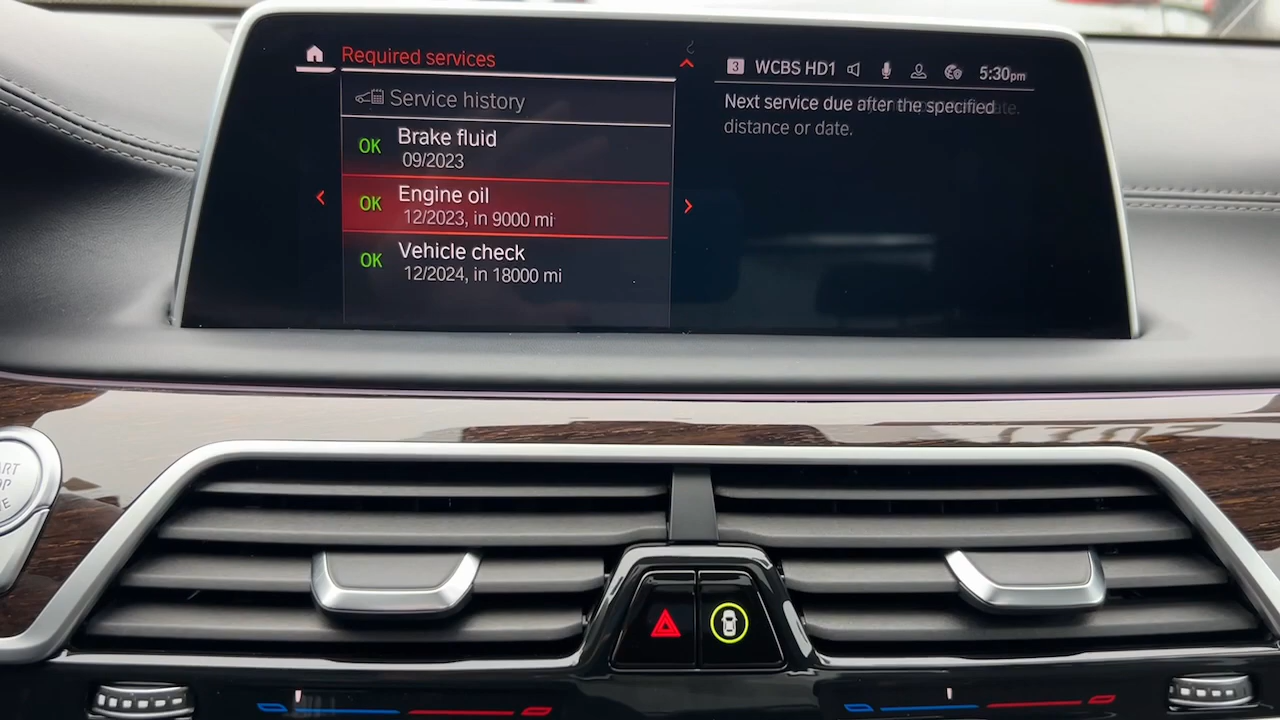 Required services
3 WCBS HD1 5:30pm
Service history
Next service due after the specified date.
distance or date.
OK Brake fluid
09/2023
OK Engine oil
12/2023, in 9000 mi
OK Vehicle check
12/2024, in 18000 mi